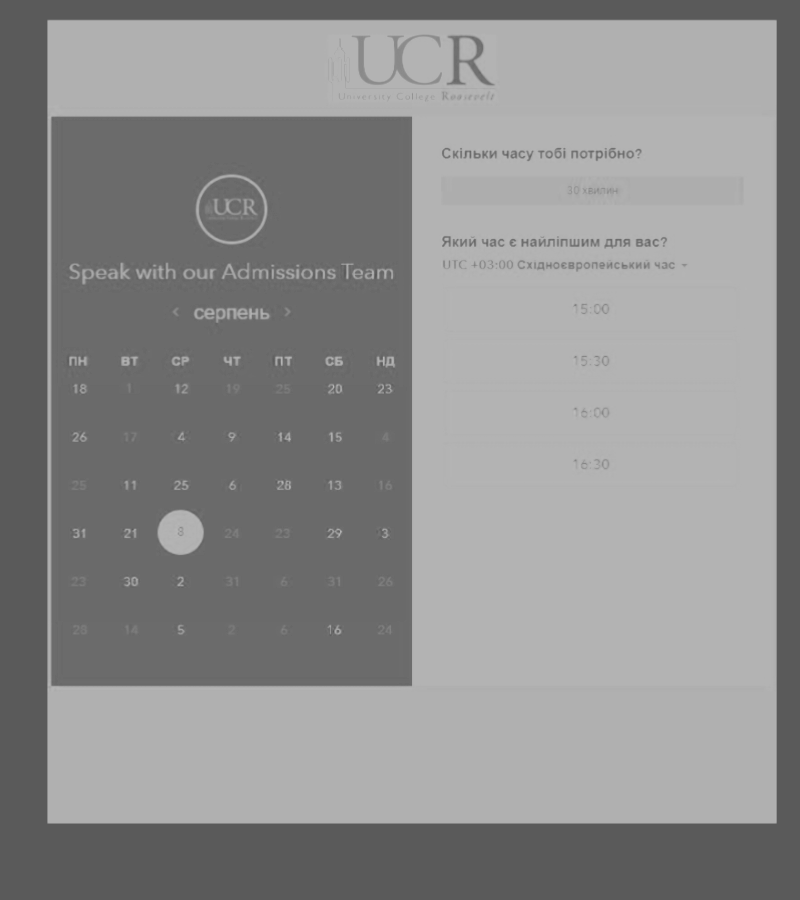 UCR
University College Roosevelt
UCR
Speak with our Admissions Team
‹ серпень ›
ПН ВТ СР ЧТ ПТ СБ НД
18 1 12 19 25 20 23
26 17 4 9 14 15 4
25 11 25 6 28 13 16
31 21 8 24 23 29 3
23 30 2 31 6 31 26
28 14 5 2 6 16 24
Скільки часу тобі потрібно?
30 хвилин
Який час є найліпшим для вас?
UTC +03:00 Східноєвропейський час
15:00
15:30
16:00
16:30